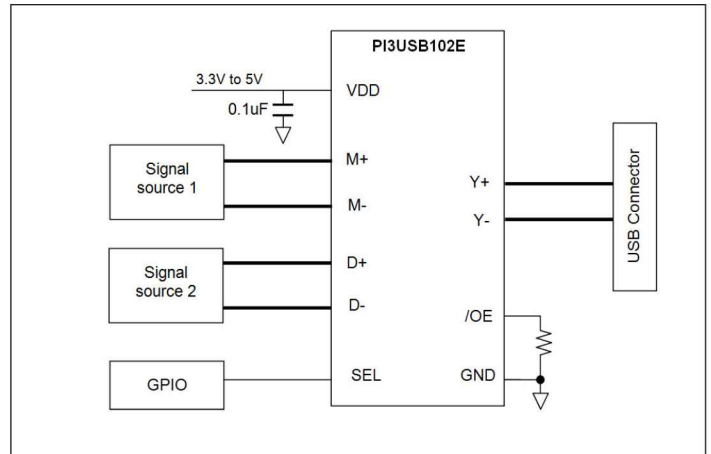 PI3USB102E
3.3V to 5V
VDD
0.1uF
Signal
source 1
M+
M-
Y+
Y-
USB Connector
Signal
source 2
D+
D-
/OE
GPIO
SEL
GND